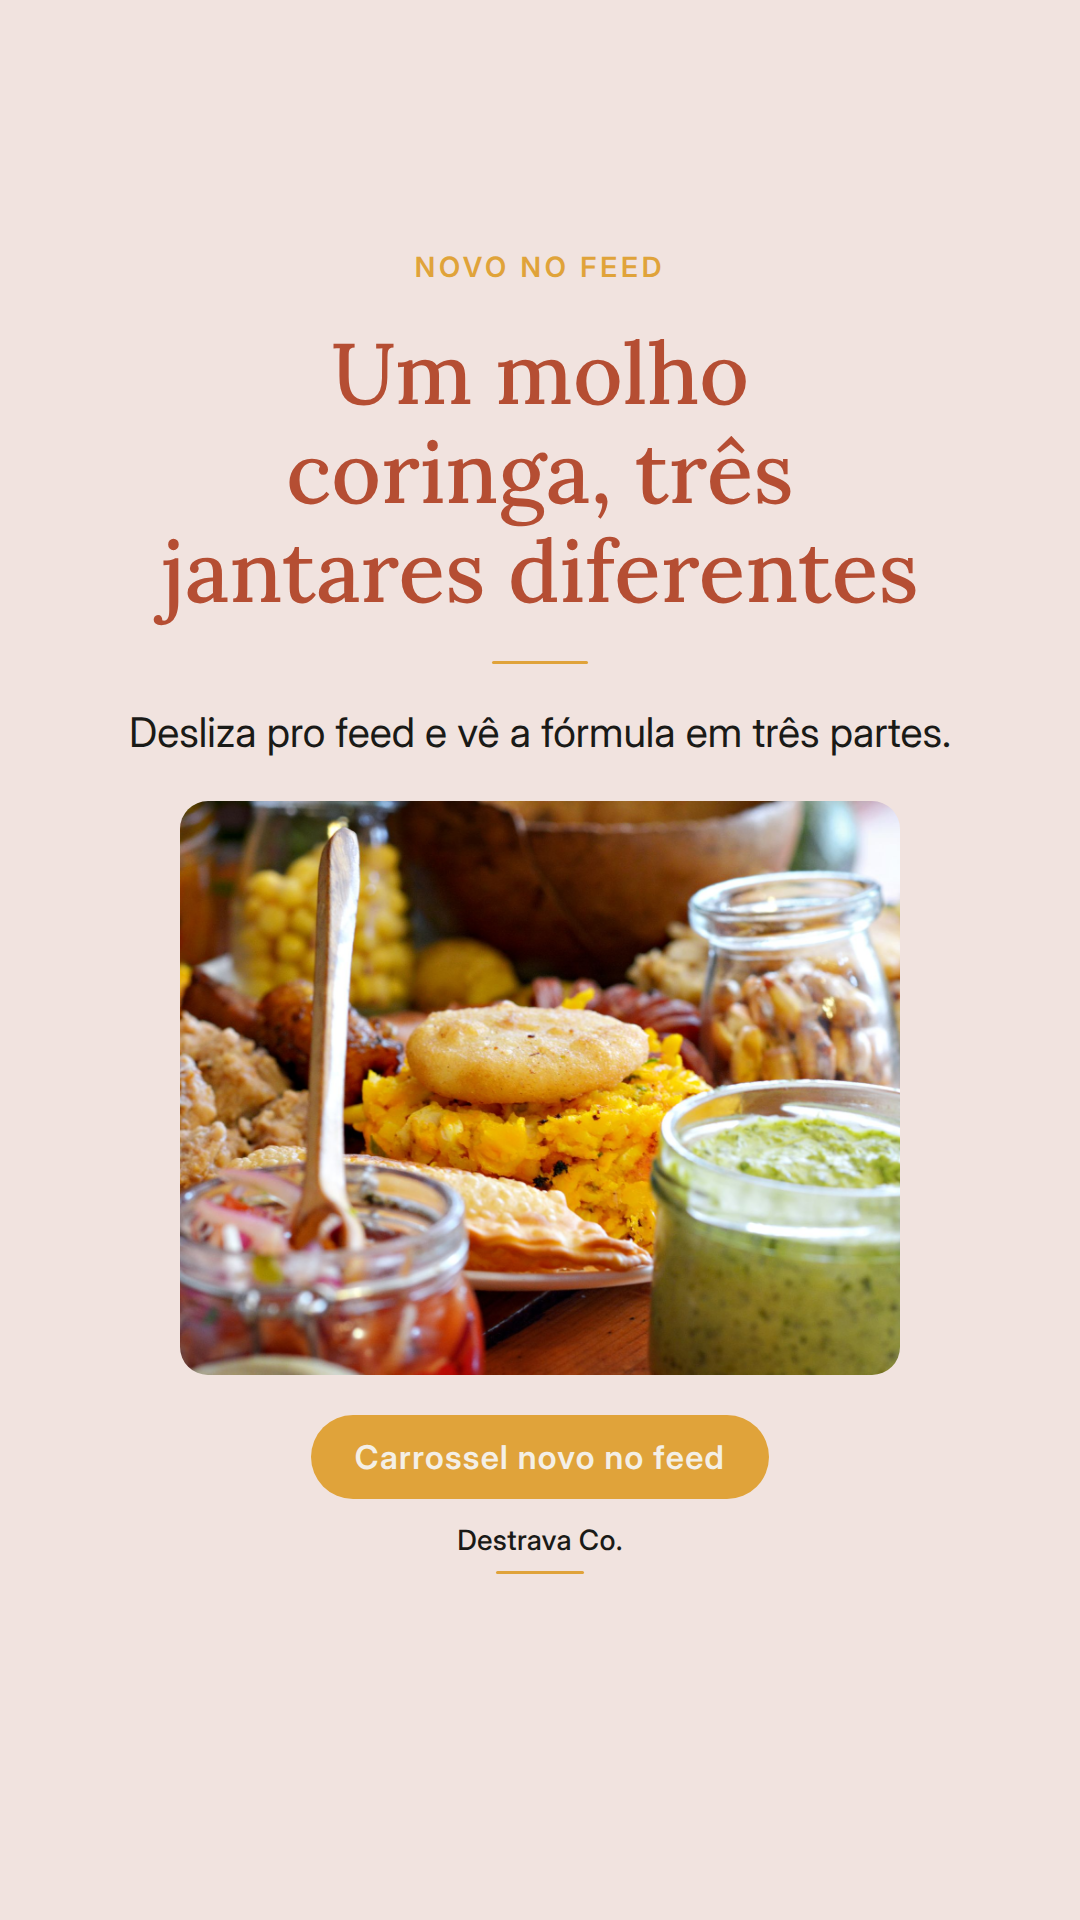 NOVO NO FEED
Um molho
coringa, três
jantares diferentes
Desliza pro feed e vê a fórmula em três partes.
Carrossel novo no feed
Destrava Co.